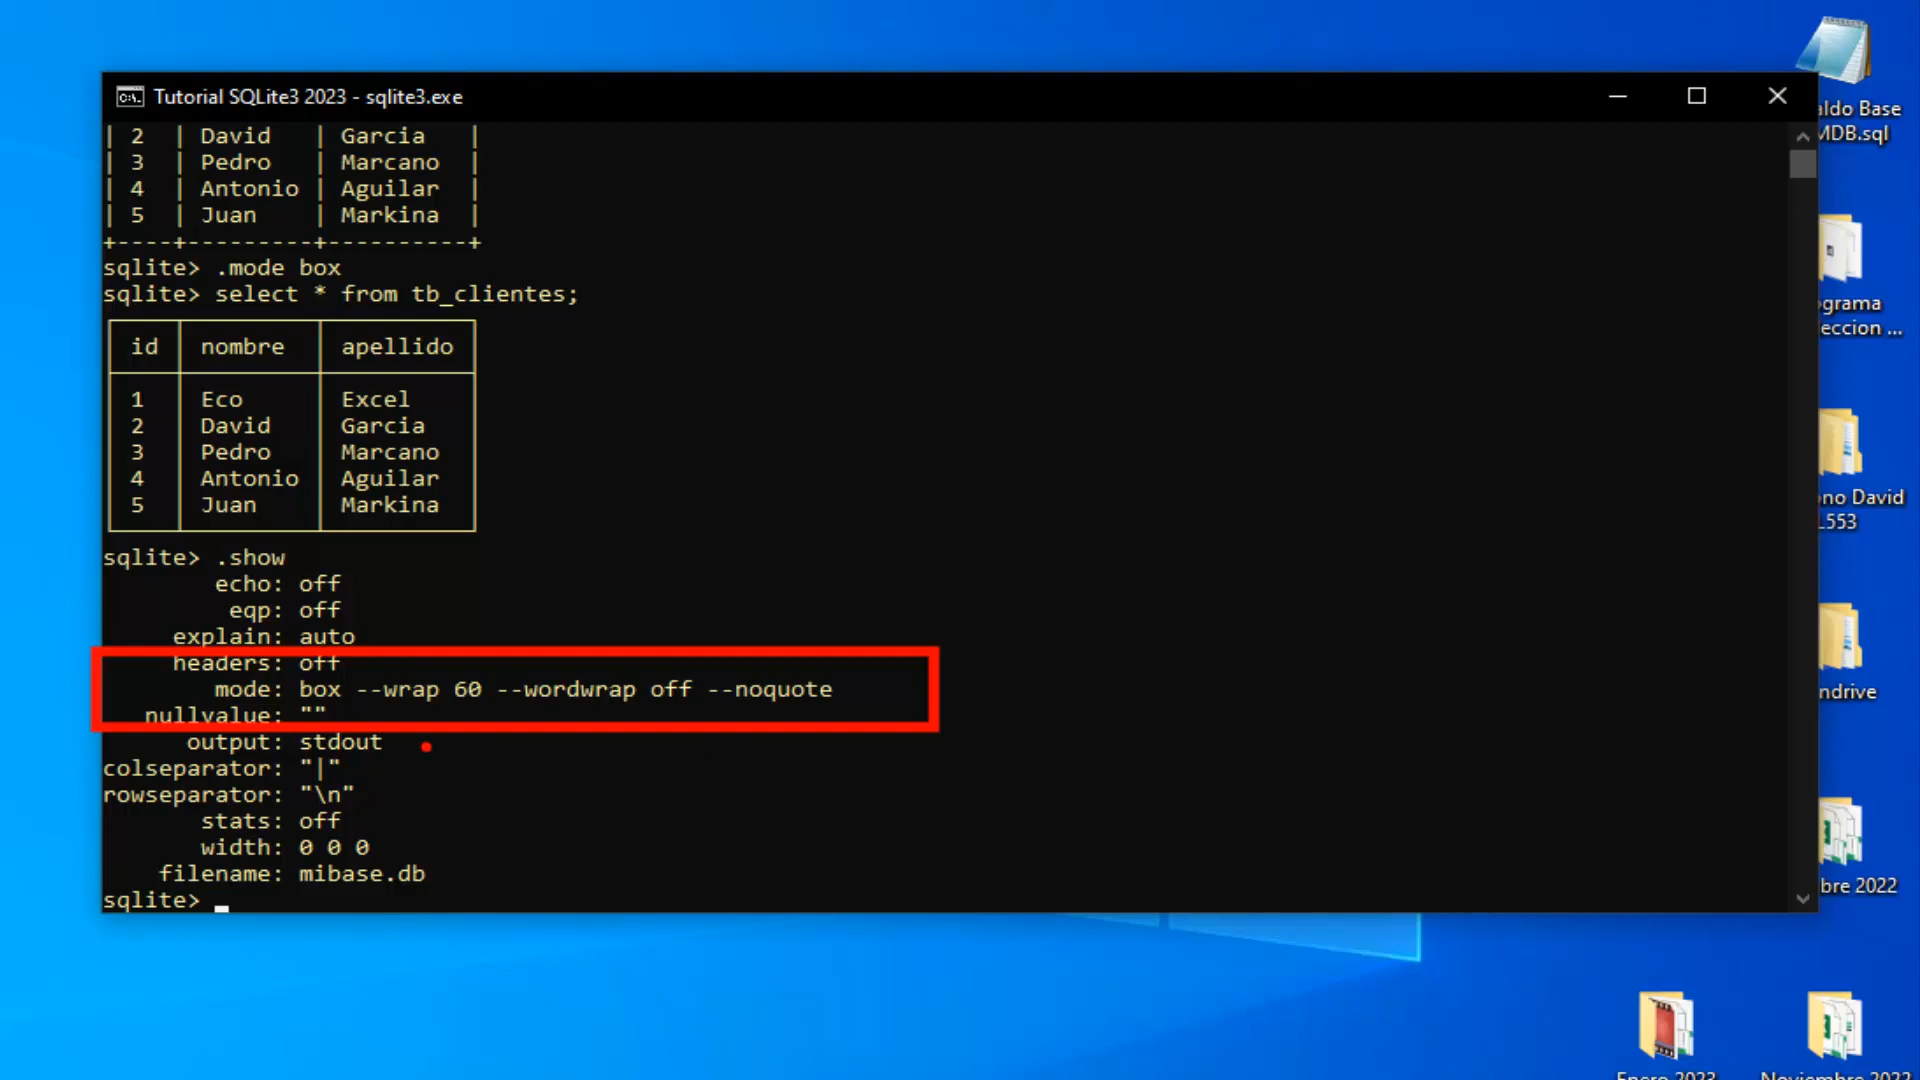 Tutorial SQLite3 2023 - sqlite3.exe
| 2 | David | Garcia |
| 3 | Pedro | Marcano |
| 4 | Antonio | Aguilar |
| 5 | Juan | Markina |
+----+---------+----------+
sqlite> .mode box
sqlite> select * from tb_clientes;
id nombre apellido
1 Eco Excel
2 David Garcia
3 Pedro Marcano
4 Antonio Aguilar
5 Juan Markina
sqlite> .show
echo: off
eqp: off
explain: auto
headers: off
mode: box --wrap 60 --wordwrap off --noquote
nullvalue: ""
output: stdout
colseparator: "|"
rowseparator: "\n"
stats: off
width: 0 0 0
filename: mibase.db
sqlite>
aldo Base
MDB.sql
ograma
eccion ...
no David
553
ndrive
bre 2022
Enero 2023
Noviembre 2022